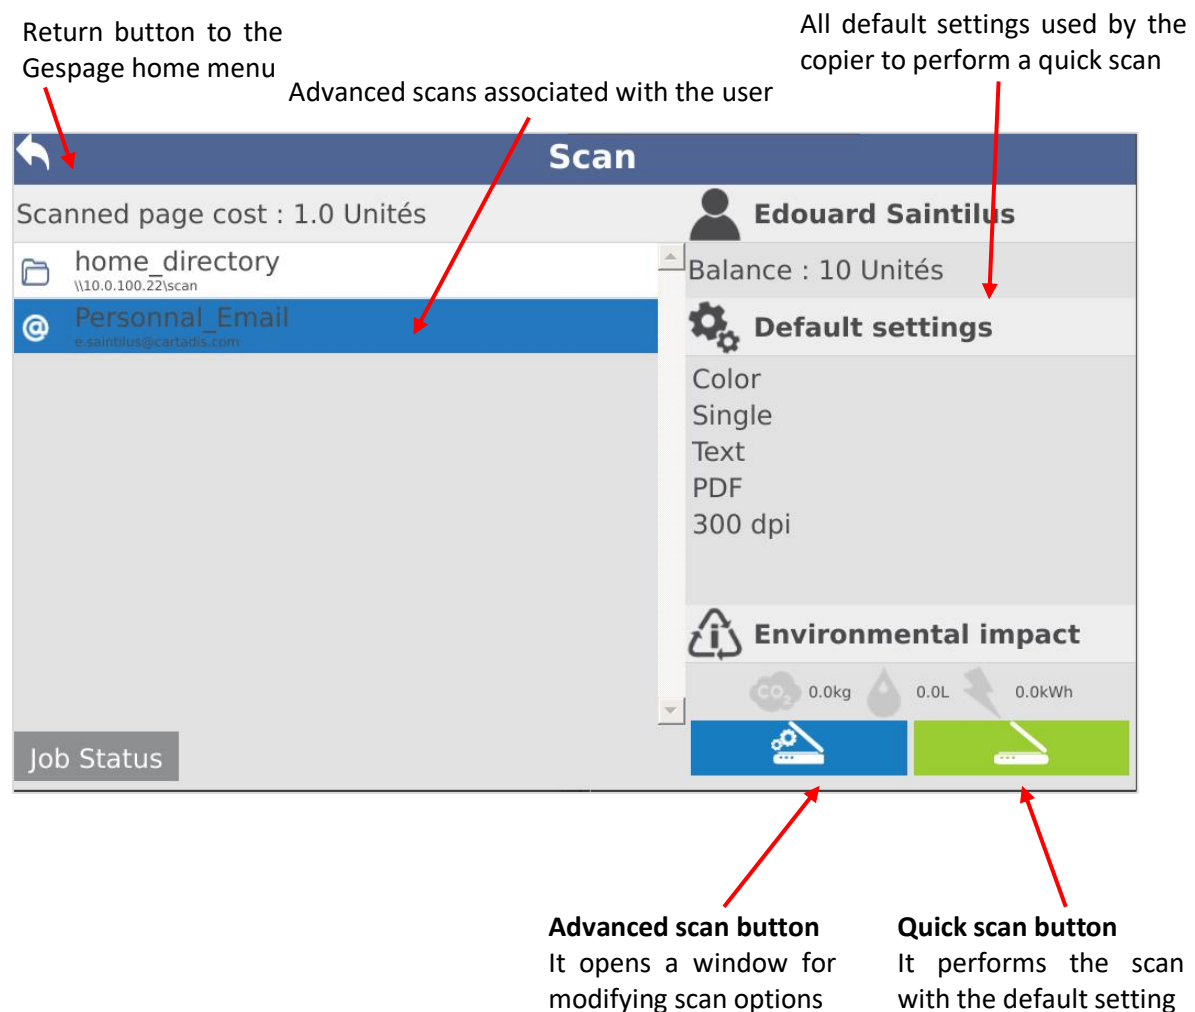 Return button to the
Gespage home menu
All default settings used by the
copier to perform a quick scan
Advanced scans associated with the user
Scan
Scanned page cost : 1.0 Unités
home_directory
\\10.0.100.22\scan
Personnal_Email
e.saintilus@cartadis.com
Edouard Saintilus
Balance : 10 Unités
Default settings
Color
Single
Text
PDF
300 dpi
Environmental impact
CO2 0.0kg 0.0L 0.0kWh
Job Status
Advanced scan button
It opens a window for
modifying scan options
Quick scan button
It performs the scan
with the default setting